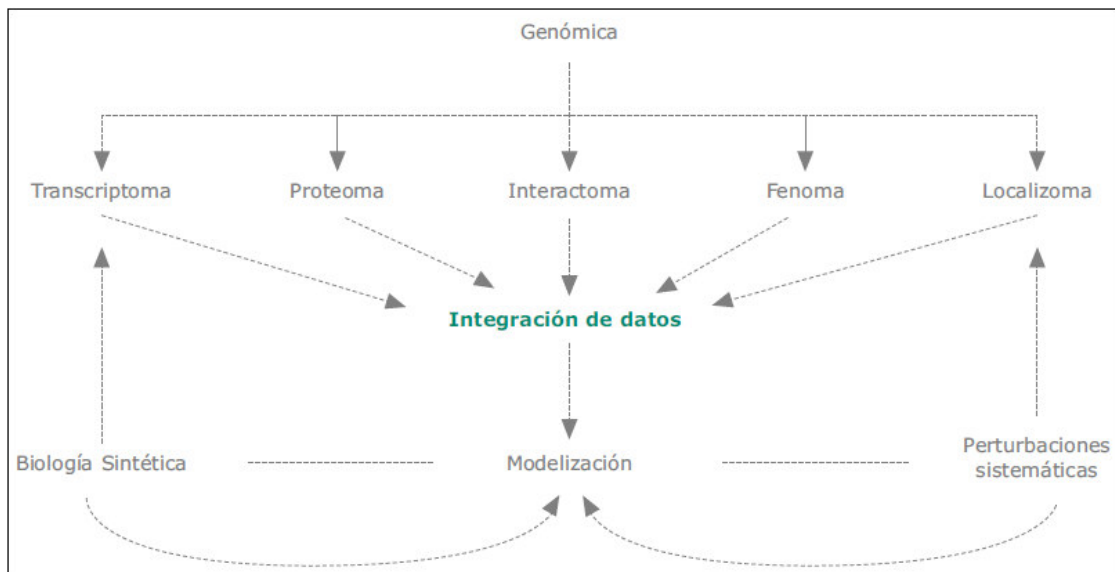 Genómica
Transcriptoma
Proteoma
Interactoma
Fenoma
Localizoma
Integración de datos
Biología Sintética
Modelización
Perturbaciones
sistemáticas